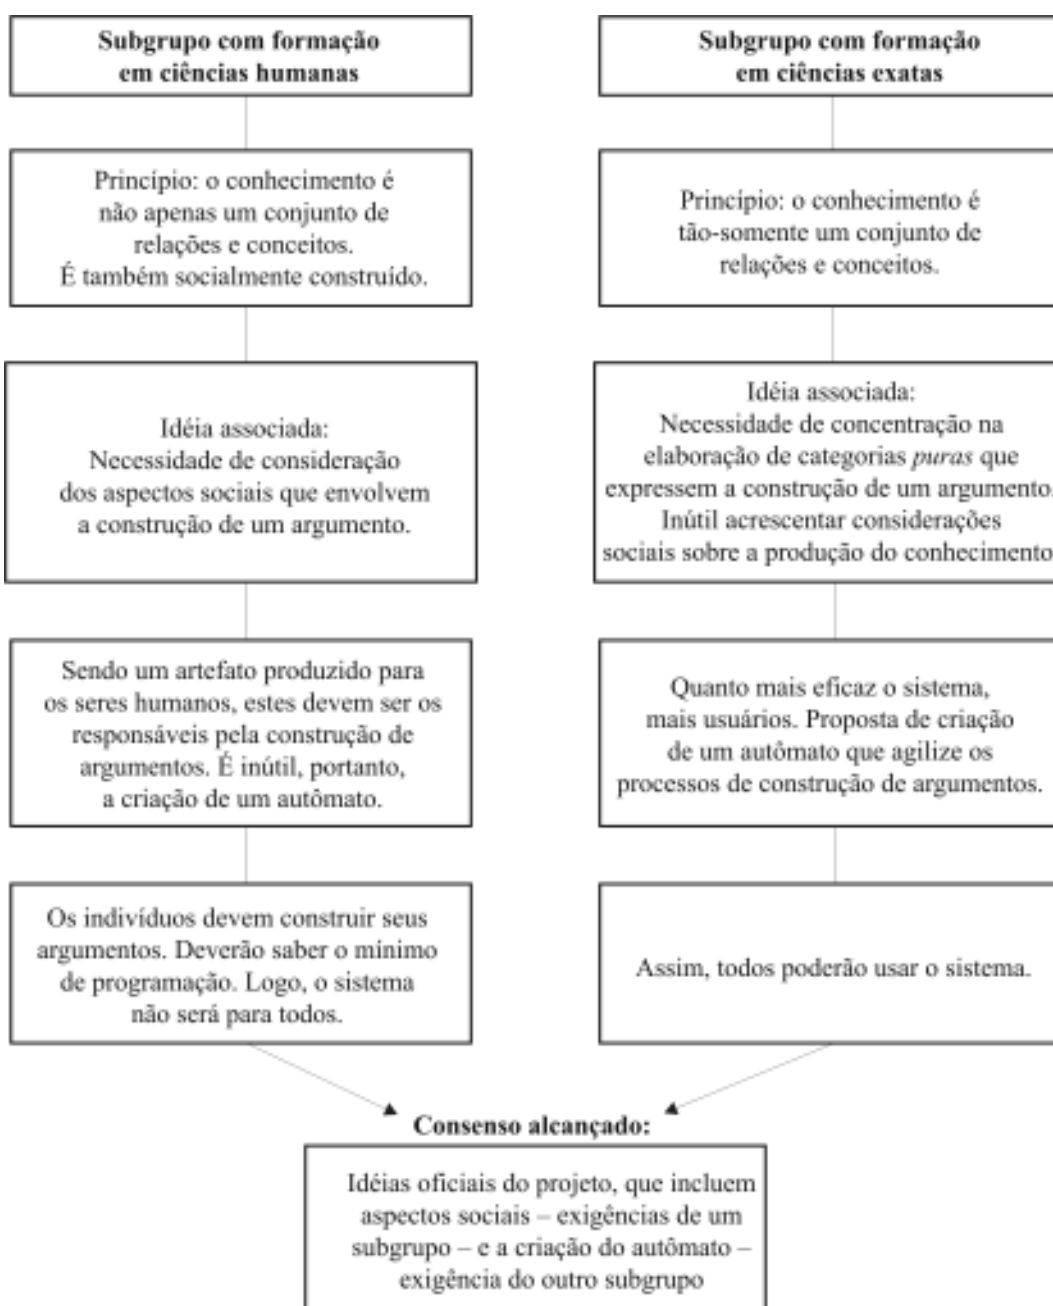 Subgrupo com formação
em ciências humanas
Princípio: o conhecimento é
não apenas um conjunto de
relações e conceitos.
É também socialmente construído.
Idéia associada:
Necessidade de consideração
dos aspectos sociais que envolvem
a construção de um argumento.
Sendo um artefato produzido para
os seres humanos, estes devem ser os
responsáveis pela construção de
argumentos. É inútil, portanto,
a criação de um autômato.
Os indivíduos devem construir seus
argumentos. Deverão saber o mínimo
de programação. Logo, o sistema
não será para todos.
Subgrupo com formação
em ciências exatas
Princípio: o conhecimento é
tão-somente um conjunto de
relações e conceitos.
Idéia associada:
Necessidade de concentração na
elaboração de categorias puras que
expressem a construção de um argumento.
Inútil acrescentar considerações
sociais sobre a produção do conhecimento
Quanto mais eficaz o sistema,
mais usuários. Proposta de criação
de um autômato que agilize os
processos de construção de argumentos.
Assim, todos poderão usar o sistema.
Consenso alcançado:
Idéias oficiais do projeto, que incluem
aspectos sociais – exigências de um
subgrupo – e a criação do autômato –
exigência do outro subgrupo